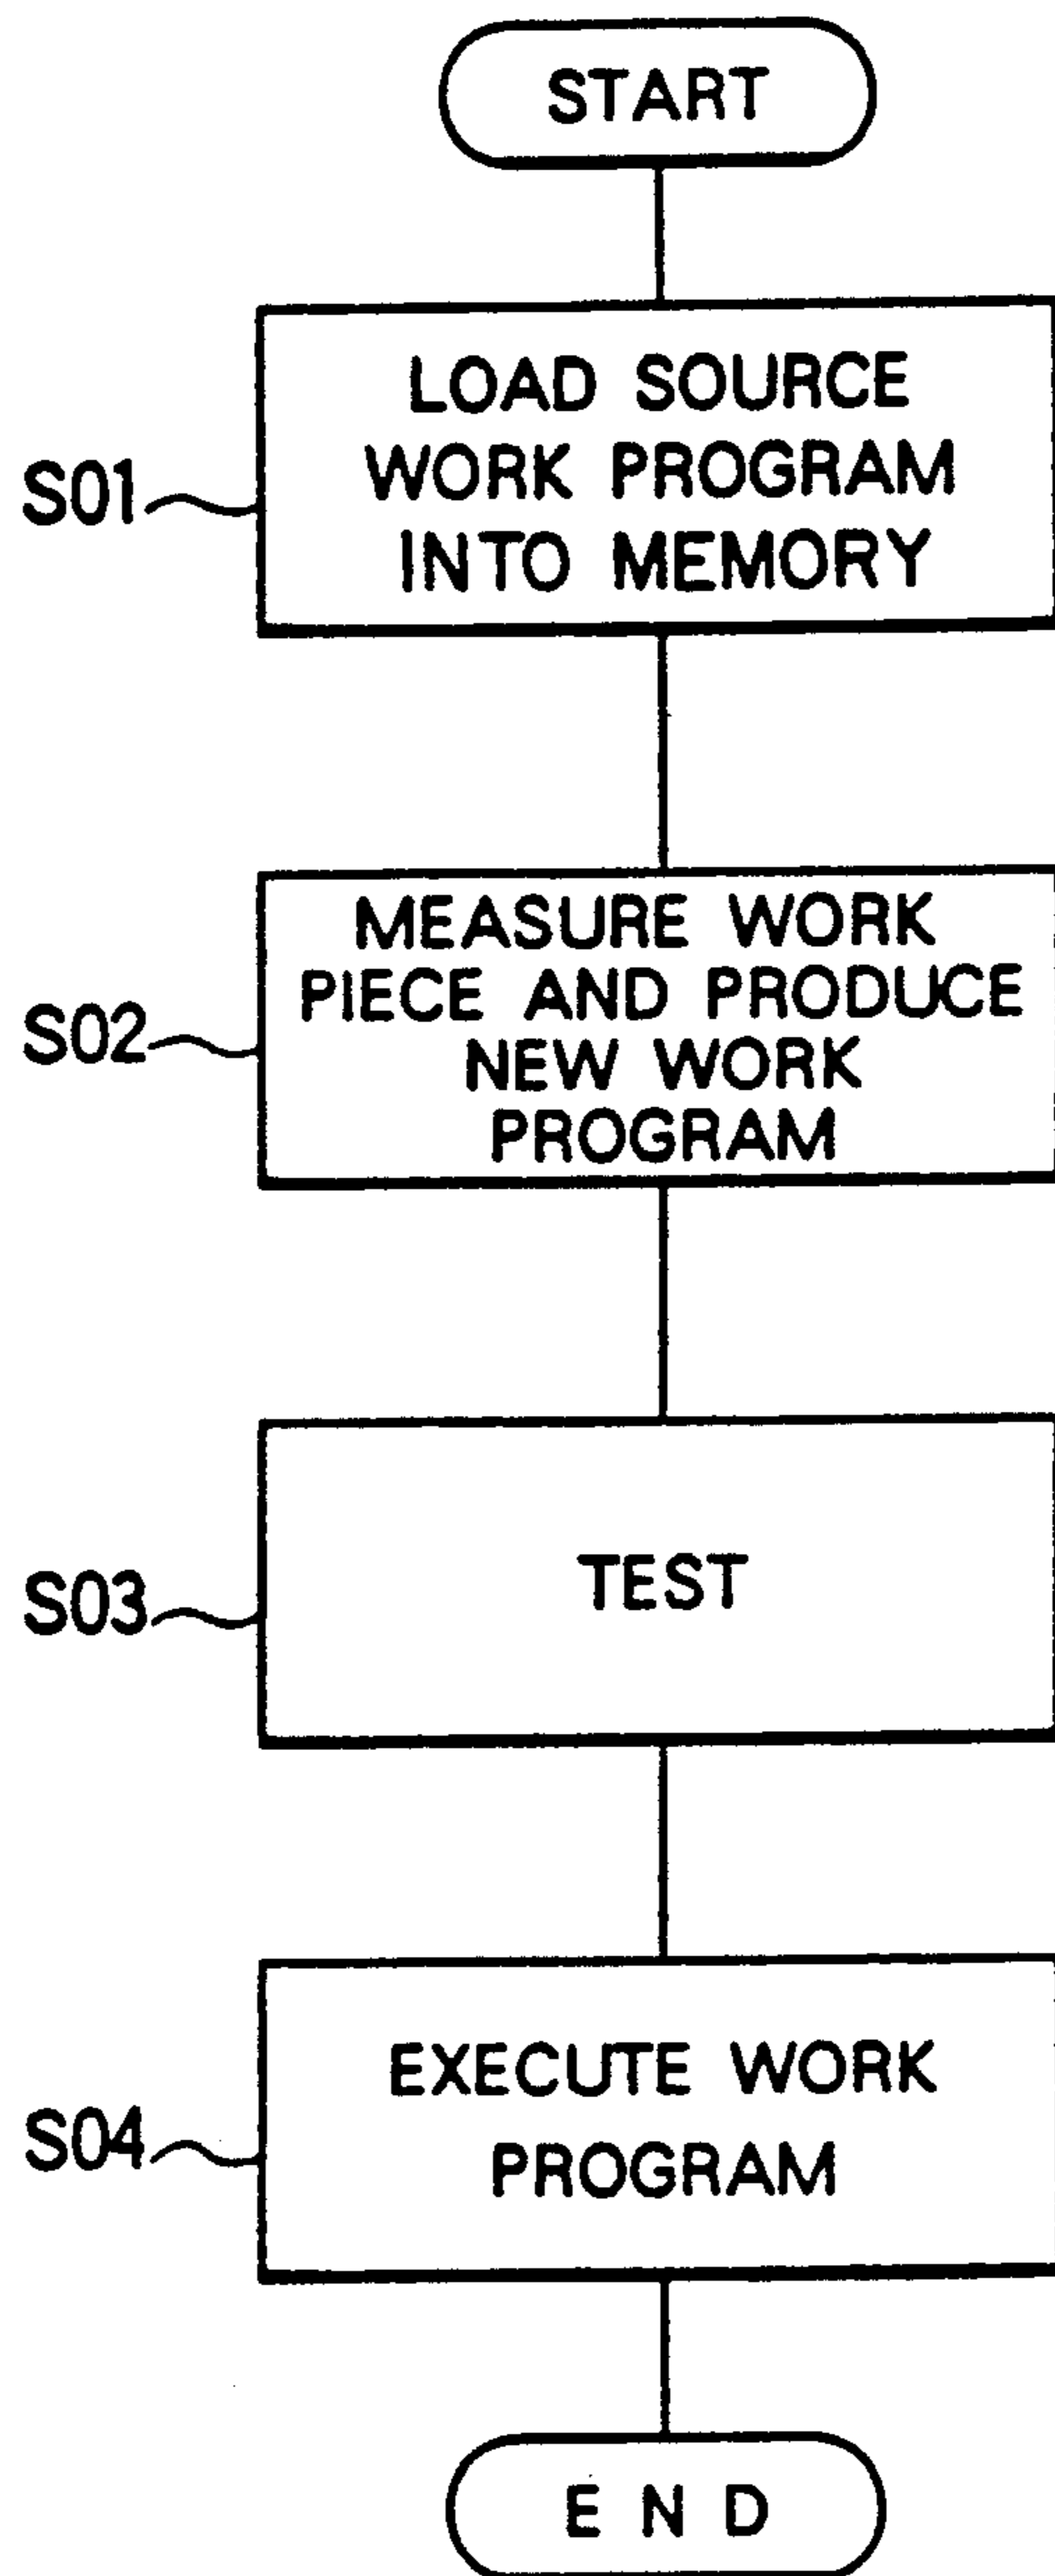 START
S01
LOAD SOURCE
WORK PROGRAM
INTO MEMORY
S02
MEASURE WORK
PIECE AND PRODUCE
NEW WORK
PROGRAM
S03
TEST
S04
EXECUTE WORK
PROGRAM
END